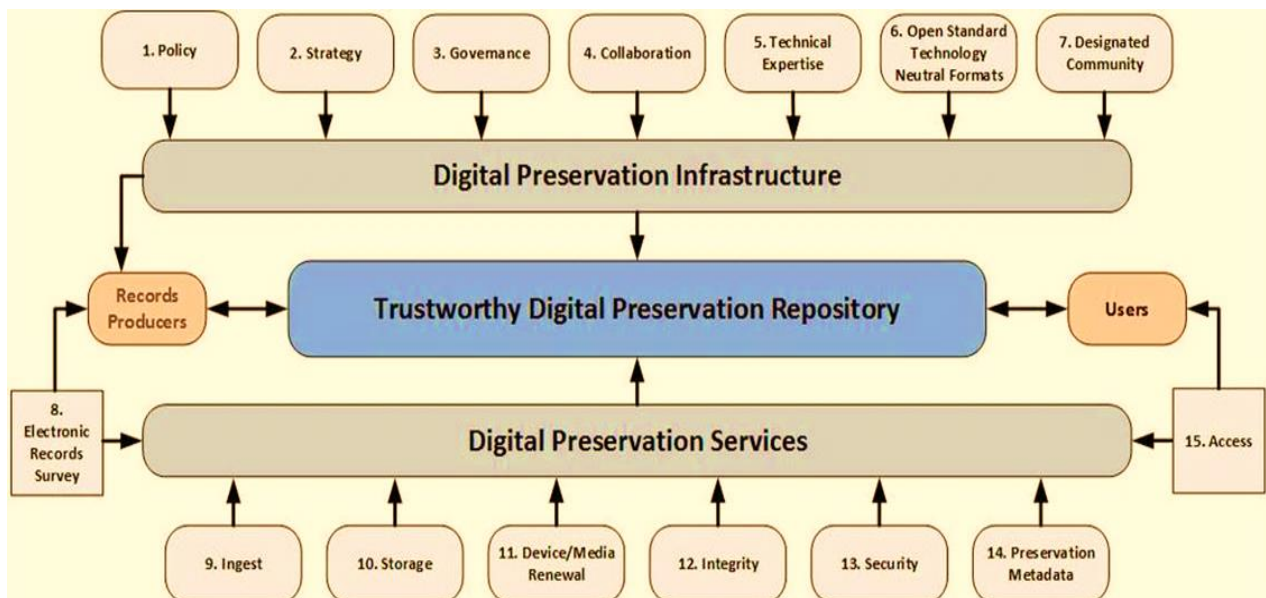 1. Policy
2. Strategy
3. Governance
4. Collaboration
5. Technical
Expertise
6. Open Standard
Technology
Neutral Formats
7. Designated
Community
Digital Preservation Infrastructure
Records
Producers
Trustworthy Digital Preservation Repository
Users
8.
Electronic
Records
Survey
Digital Preservation Services
15. Access
9. Ingest
10. Storage
11. Device/Media
Renewal
12. Integrity
13. Security
14. Preservation
Metadata